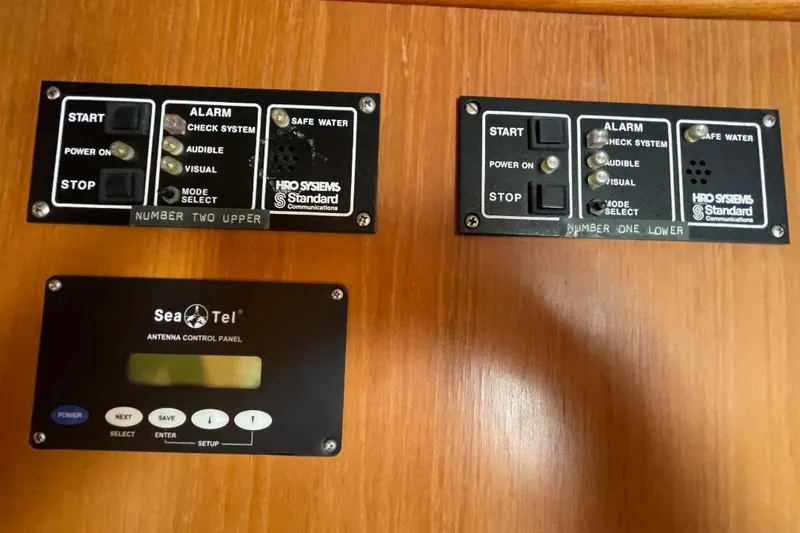 START
POWER ON
STOP
ALARM
CHECK SYSTEM
AUDIBLE
VISUAL
MODE
SELECT
SAFE WATER
HRO SYSTEMS
S Standard
Communications
NUMBER TWO UPPER
START
POWER ON
STOP
ALARM
CHECK SYSTEM
AUDIBLE
VISUAL
MODE
SELECT
SAFE WATER
HRO SYSTEMS
S Standard
Communications
NUMBER ONE LOWER
Sea Tel®
ANTENNA CONTROL PANEL
POWER NEXT SAVE
SELECT ENTER SETUP